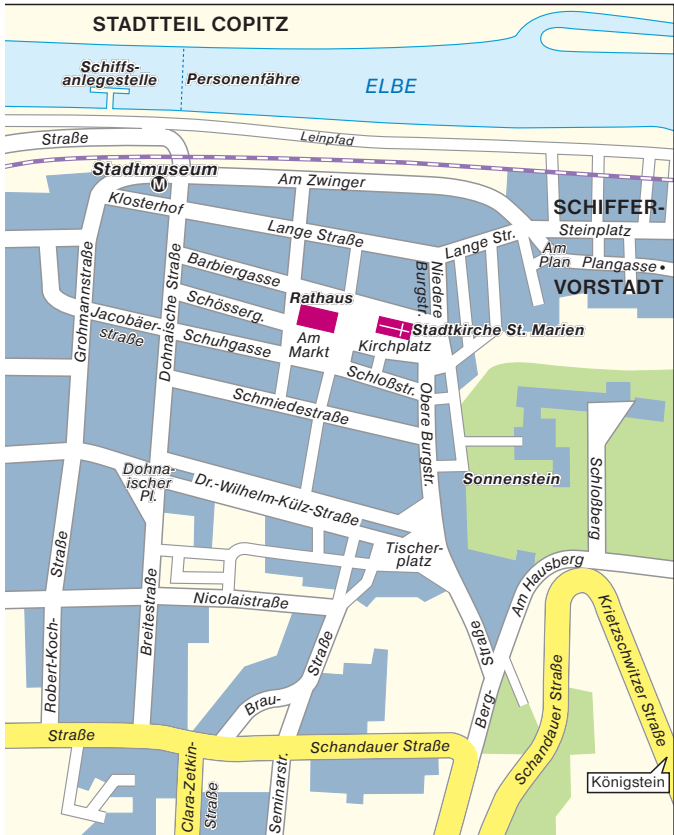 STADTTEIL COPITZ
Schiffs-
anlegestelle
Personenfähre
ELBE
Straße
Leinpfad
Stadtmuseum
M
Am Zwinger
Klosterhof
Lange Straße
Lange Str.
SCHIFFER-
Steinplatz
Am
Plan
Plangasse
VORSTADT
Grohmannstraße
Dohnaische Straße
Barbiergasse
Niedere
Burgstr.
Rathaus
Schösserg.
Stadtkirche St. Marien
Jacobäer-
straße
Schuhgasse
Am
Markt
Kirchplatz
Schloßstr.
Schmiedestraße
Obere Burgstr.
Dohna-
ischer
Pl.
Dr.-Wilhelm-Külz-Straße
Sonnenstein
Schloßberg
Tischer-
platz
Am Hausberg
Nicolaistraße
Breitestraße
Robert-Koch-
Straße
Brau-
Straße
Berg-
Straße
Krietzschwitzer Straße
Schandauer Straße
Straße
Schandauer Straße
Clara-Zetkin-
Straße
Seminarstr.
Königstein